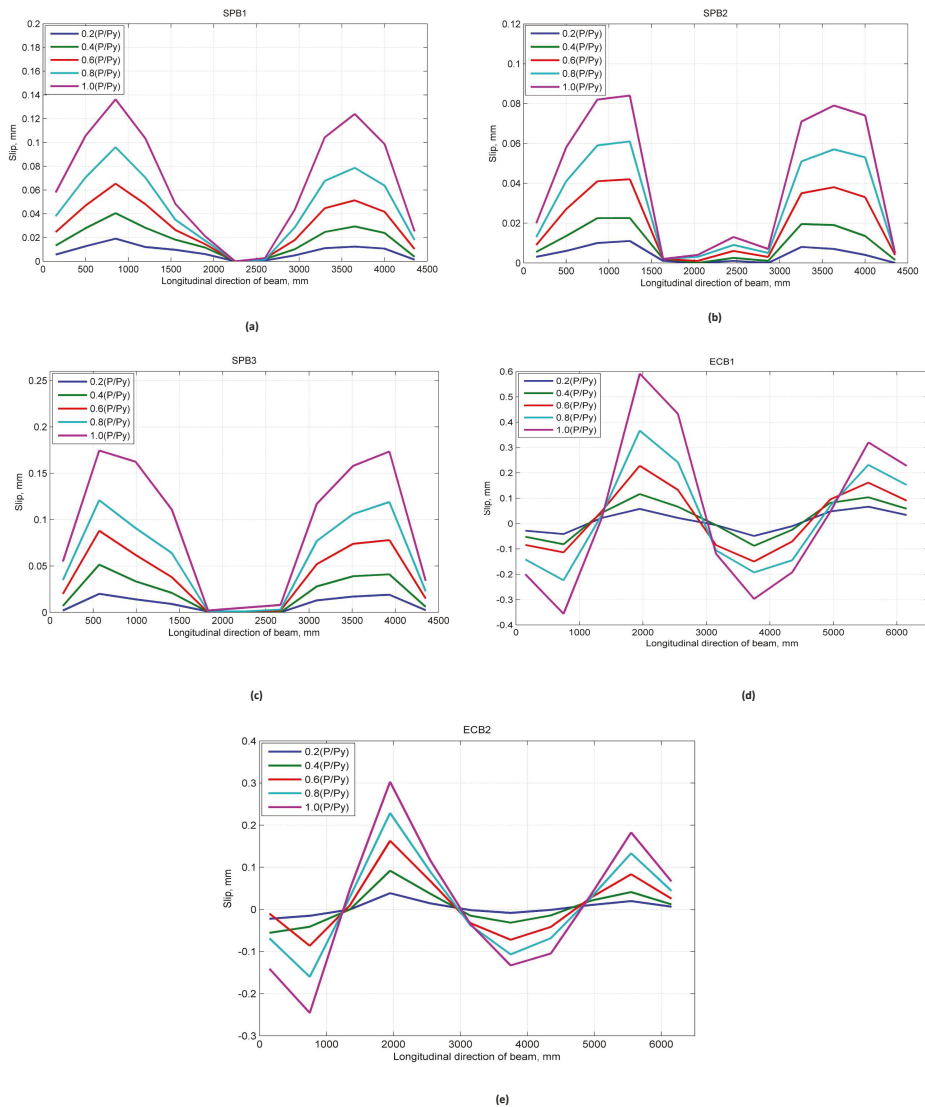 SPB1
0.2(P/Py)
0.4(P/Py)
0.6(P/Py)
0.8(P/Py)
1.0(P/Py)
Slip, mm
0.2
0.18
0.16
0.14
0.12
0.1
0.08
0.06
0.04
0.02
0
0 500 1000 1500 2000 2500 3000 3500 4000 4500
Longitudinal direction of beam, mm
(a)
SPB2
0.2(P/Py)
0.4(P/Py)
0.6(P/Py)
0.8(P/Py)
1.0(P/Py)
Slip, mm
0.12
0.1
0.08
0.06
0.04
0.02
0
0 500 1000 1500 2000 2500 3000 3500 4000 4500
Longitudinal direction of beam, mm
(b)
SPB3
0.2(P/Py)
0.4(P/Py)
0.6(P/Py)
0.8(P/Py)
1.0(P/Py)
Slip, mm
0.25
0.2
0.15
0.1
0.05
0
0 500 1000 1500 2000 2500 3000 3500 4000 4500
Longitudinal direction of beam, mm
(c)
ECB1
0.2(P/Py)
0.4(P/Py)
0.6(P/Py)
0.8(P/Py)
1.0(P/Py)
Slip, mm
0.6
0.5
0.4
0.3
0.2
0.1
0
-0.1
-0.2
-0.3
-0.4
0 1000 2000 3000 4000 5000 6000
Longitudinal direction of beam, mm
(d)
ECB2
0.2(P/Py)
0.4(P/Py)
0.6(P/Py)
0.8(P/Py)
1.0(P/Py)
Slip, mm
0.4
0.3
0.2
0.1
0
-0.1
-0.2
-0.3
0 1000 2000 3000 4000 5000 6000
Longitudinal direction of beam, mm
(e)